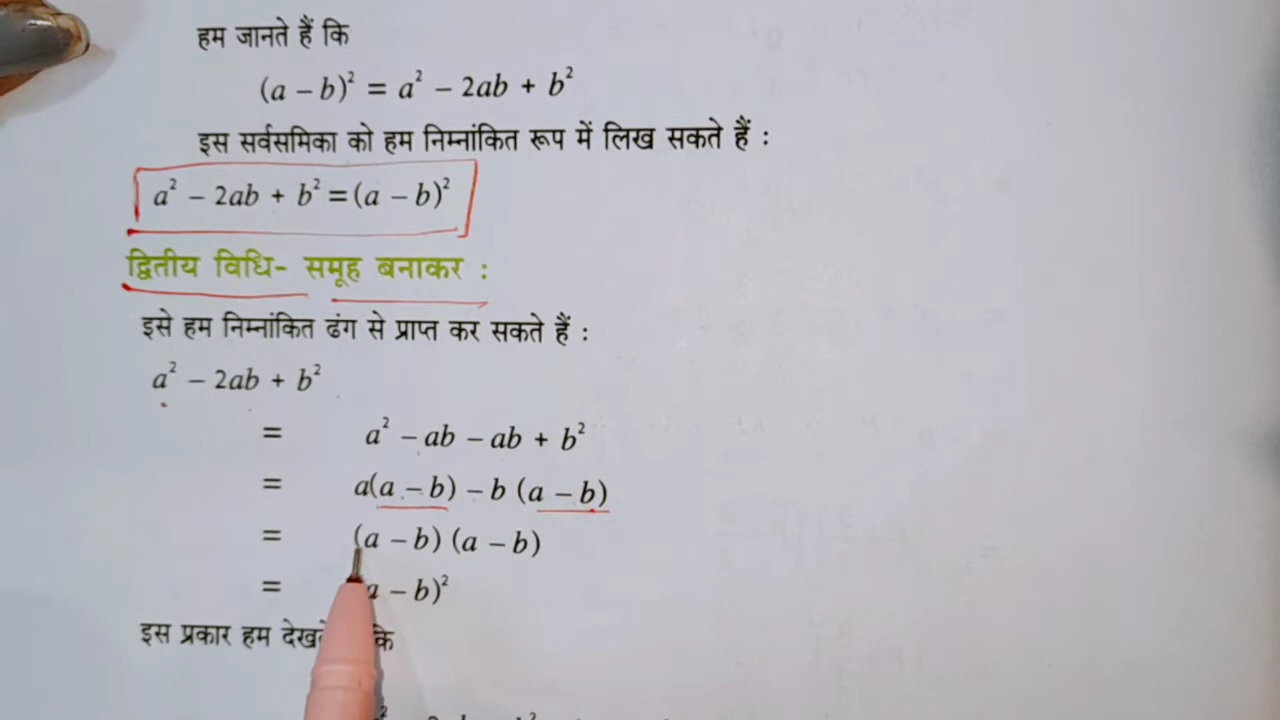 हम जानते हैं कि
(a – b)² = a² – 2ab + b²
इस सर्वसमिका को हम निम्नांकित रूप में लिख सकते हैं :
a² – 2ab + b² = (a – b)²
द्वितीय विधि- समूह बनाकर :
इसे हम निम्नांकित ढंग से प्राप्त कर सकते हैं :
a² – 2ab + b²
= a² – ab – ab + b²
= a(a – b) – b (a – b)
= (a – b) (a – b)
= a – b)²
इस प्रकार हम कि